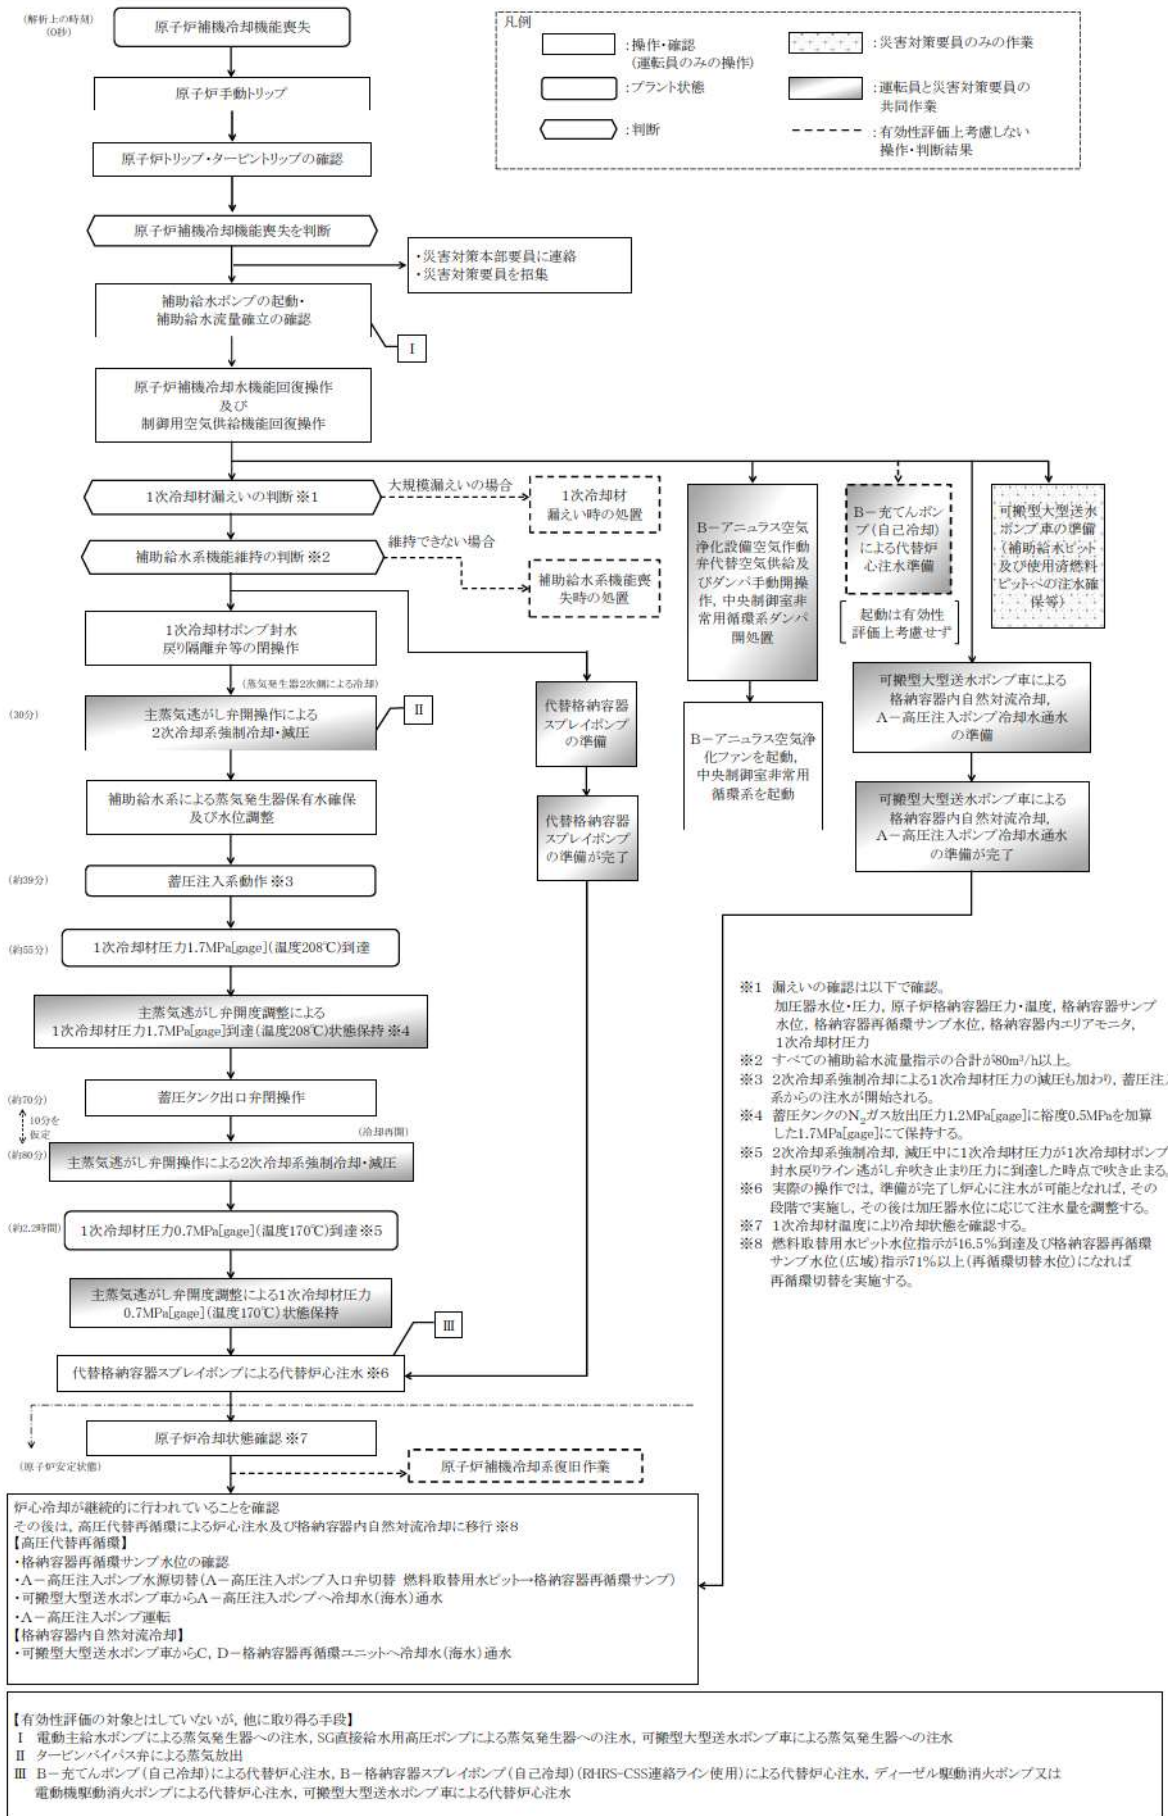 (解析上の時刻)
(0秒)
原子炉補機冷却機能喪失
原子炉手動トリップ
原子炉トリップ・タービントリップの確認
原子炉補機冷却機能喪失を判断
・災害対策本部要員に連絡
・災害対策要員を招集
補助給水ポンプの起動・
補助給水流量確立の確認
Ⅰ
原子炉補機冷却水機能回復操作
及び
制御用空気供給機能回復操作
凡例
:操作・確認
(運転員のみの操作)
:プラント状態
:判断
:災害対策要員のみの作業
:運転員と災害対策要員の
共同作業
:有効性評価上考慮しない
操作・判断結果
1次冷却材漏えいの判断※1
大規模漏えいの場合
1次冷却材
漏えい時の処置
補助給水系機能維持の判断※2
維持できない場合
補助給水系機能喪
失時の処置
1次冷却材ポンプ封水
戻り隔離弁等の閉操作
(蒸気発生器2次側による冷却)
(30分)
主蒸気逃がし弁開操作による
2次冷却系強制冷却・減圧
Ⅱ
補助給水系による蒸気発生器保有水確保
及び水位調整
(約39分)
蓄圧注入系動作※3
(約55分)
1次冷却材圧力1.7MPa[gage](温度208℃)到達
主蒸気逃がし弁開度調整による
1次冷却材圧力1.7MPa[gage]到達(温度208℃)状態保持※4
(約70分)
蓄圧タンク出口弁閉操作
10分を
仮定
(冷却再開)
(約80分)
主蒸気逃がし弁開操作による2次冷却系強制冷却・減圧
(約2.2時間)
1次冷却材圧力0.7MPa[gage](温度170℃)到達※5
主蒸気逃がし弁開度調整による1次冷却材圧力
0.7MPa[gage](温度170℃)状態保持
Ⅲ
代替格納容器スプレイポンプによる代替炉心注水※6
代替格納容器
スプレイポンプ
の準備
代替格納容器
スプレイポンプ
の準備が完了
B-アニュラス空気
浄化設備空気作動
弁代替空気供給及
びダンパ手動開操
作,中央制御室非
常用循環系ダンパ
開処置
B-アニュラス空気浄
化ファンを起動,
中央制御室非常用
循環系を起動
B-充てんポン
プ(自己冷却)
による代替炉
心注水準備
起動は有効性
評価上考慮せず
可搬型大型送水
ポンプ車の準備
(補助給水ピット
及び使用済燃料
ピットへの注水確
保等)
可搬型大型送水ポンプ車による
格納容器内自然対流冷却,
A-高圧注入ポンプ冷却水通水
の準備
可搬型大型送水ポンプ車による
格納容器内自然対流冷却,
A-高圧注入ポンプ冷却水通水
の準備が完了
※1 漏えいの確認は以下で確認。
加圧器水位・圧力,原子炉格納容器圧力・温度,格納容器サンプ
水位,格納容器再循環サンプ水位,格納容器内エリアモニタ,
1次冷却材圧力
※2 すべての補助給水流量指示の合計が80m³/h以上。
※3 2次冷却系強制冷却による1次冷却材圧力の減圧も加わり,蓄圧注入
系からの注水が開始される。
※4 蓄圧タンクのN₂ガス放出圧力1.2MPa[gage]に裕度0.5MPaを加算
した1.7MPa[gage]にて保持する。
※5 2次冷却系強制冷却,減圧中に1次冷却材圧力が1次冷却材ポンプ
封水戻りライン逃がし弁吹き止まり圧力に到達した時点で吹き止まる。
※6 実際の操作では,準備が完了し炉心に注水が可能となれば,その
段階で実施し,その後は加圧器水位に応じて注水量を調整する。
※7 1次冷却材温度により冷却状態を確認する。
※8 燃料取替用水ピット水位指示が16.5%到達及び格納容器再循環
サンプ水位(広域)指示71%以上(再循環切替水位)になれば
再循環切替を実施する。
原子炉冷却状態確認※7
(原子炉安定状態)
原子炉補機冷却系復旧作業
炉心冷却が継続的に行われていることを確認
その後は,高圧代替再循環による炉心注水及び格納容器内自然対流冷却に移行※8
【高圧代替再循環】
・格納容器再循環サンプ水位の確認
・A-高圧注入ポンプ水源切替(A-高圧注入ポンプ入口弁切替 燃料取替用水ピット→格納容器再循環サンプ)
・可搬型大型送水ポンプ車からA-高圧注入ポンプへ冷却水(海水)通水
・A-高圧注入ポンプ運転
【格納容器内自然対流冷却】
・可搬型大型送水ポンプ車からC,D-格納容器再循環ユニットへ冷却水(海水)通水
【有効性評価の対象とはしていないが,他に取り得る手段】
Ⅰ 電動主給水ポンプによる蒸気発生器への注水,SG直接給水用高圧ポンプによる蒸気発生器への注水,可搬型大型送水ポンプ車による蒸気発生器への注水
Ⅱ タービンバイパス弁による蒸気放出
Ⅲ B-充てんポンプ(自己冷却)による代替炉心注水,B-格納容器スプレイポンプ(自己冷却)(RHRS-CSS連絡ライン使用)による代替炉心注水,ディーゼル駆動消火ポンプ又は
電動機駆動消火ポンプによる代替炉心注水,可搬型大型送水ポンプ車による代替炉心注水